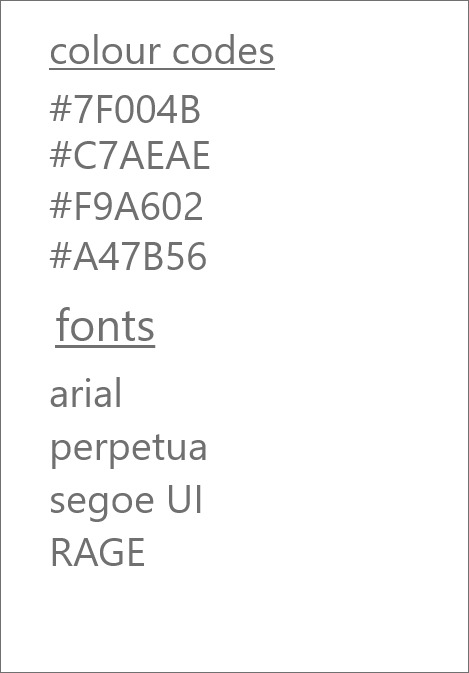 colour codes
#7F004B
#C7AEAE
#F9A602
#A47B56
fonts
arial
perpetua
segoe UI
RAGE